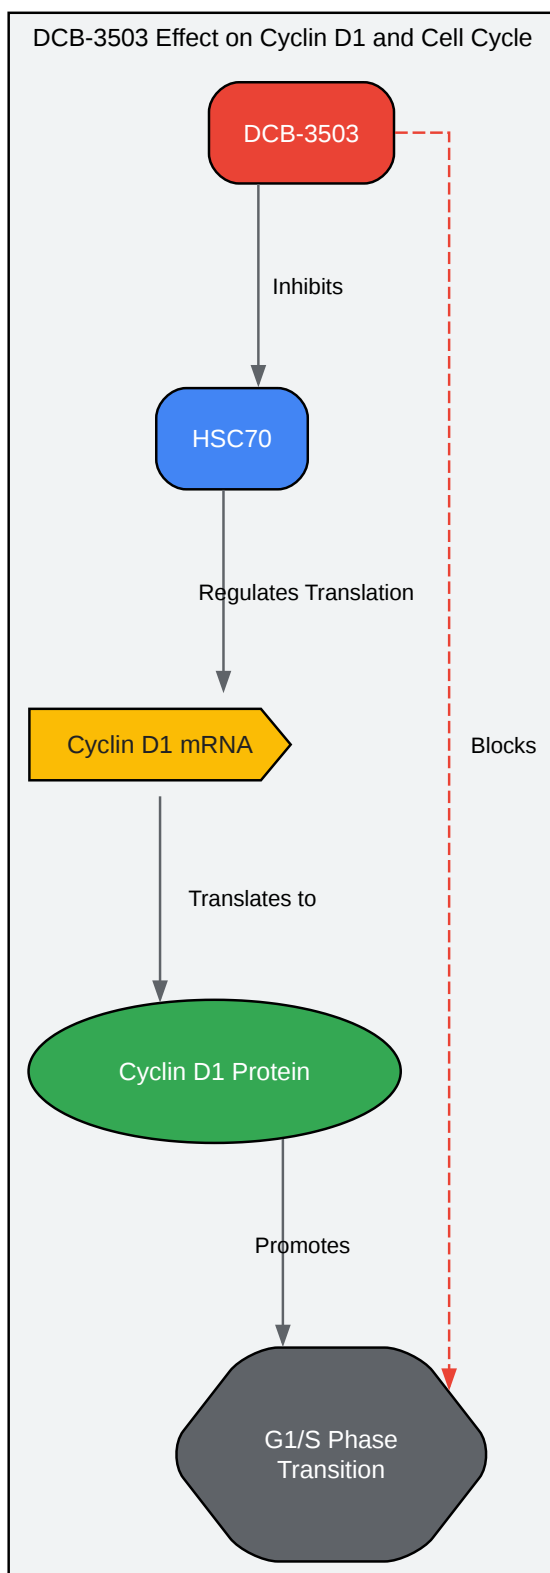 DCB-3503 Effect on Cyclin D1 and Cell Cycle
DCB-3503
Inhibits
HSC70
Regulates Translation
Cyclin D1 mRNA
Blocks
Translates to
Cyclin D1 Protein
Promotes
G1/S Phase
Transition